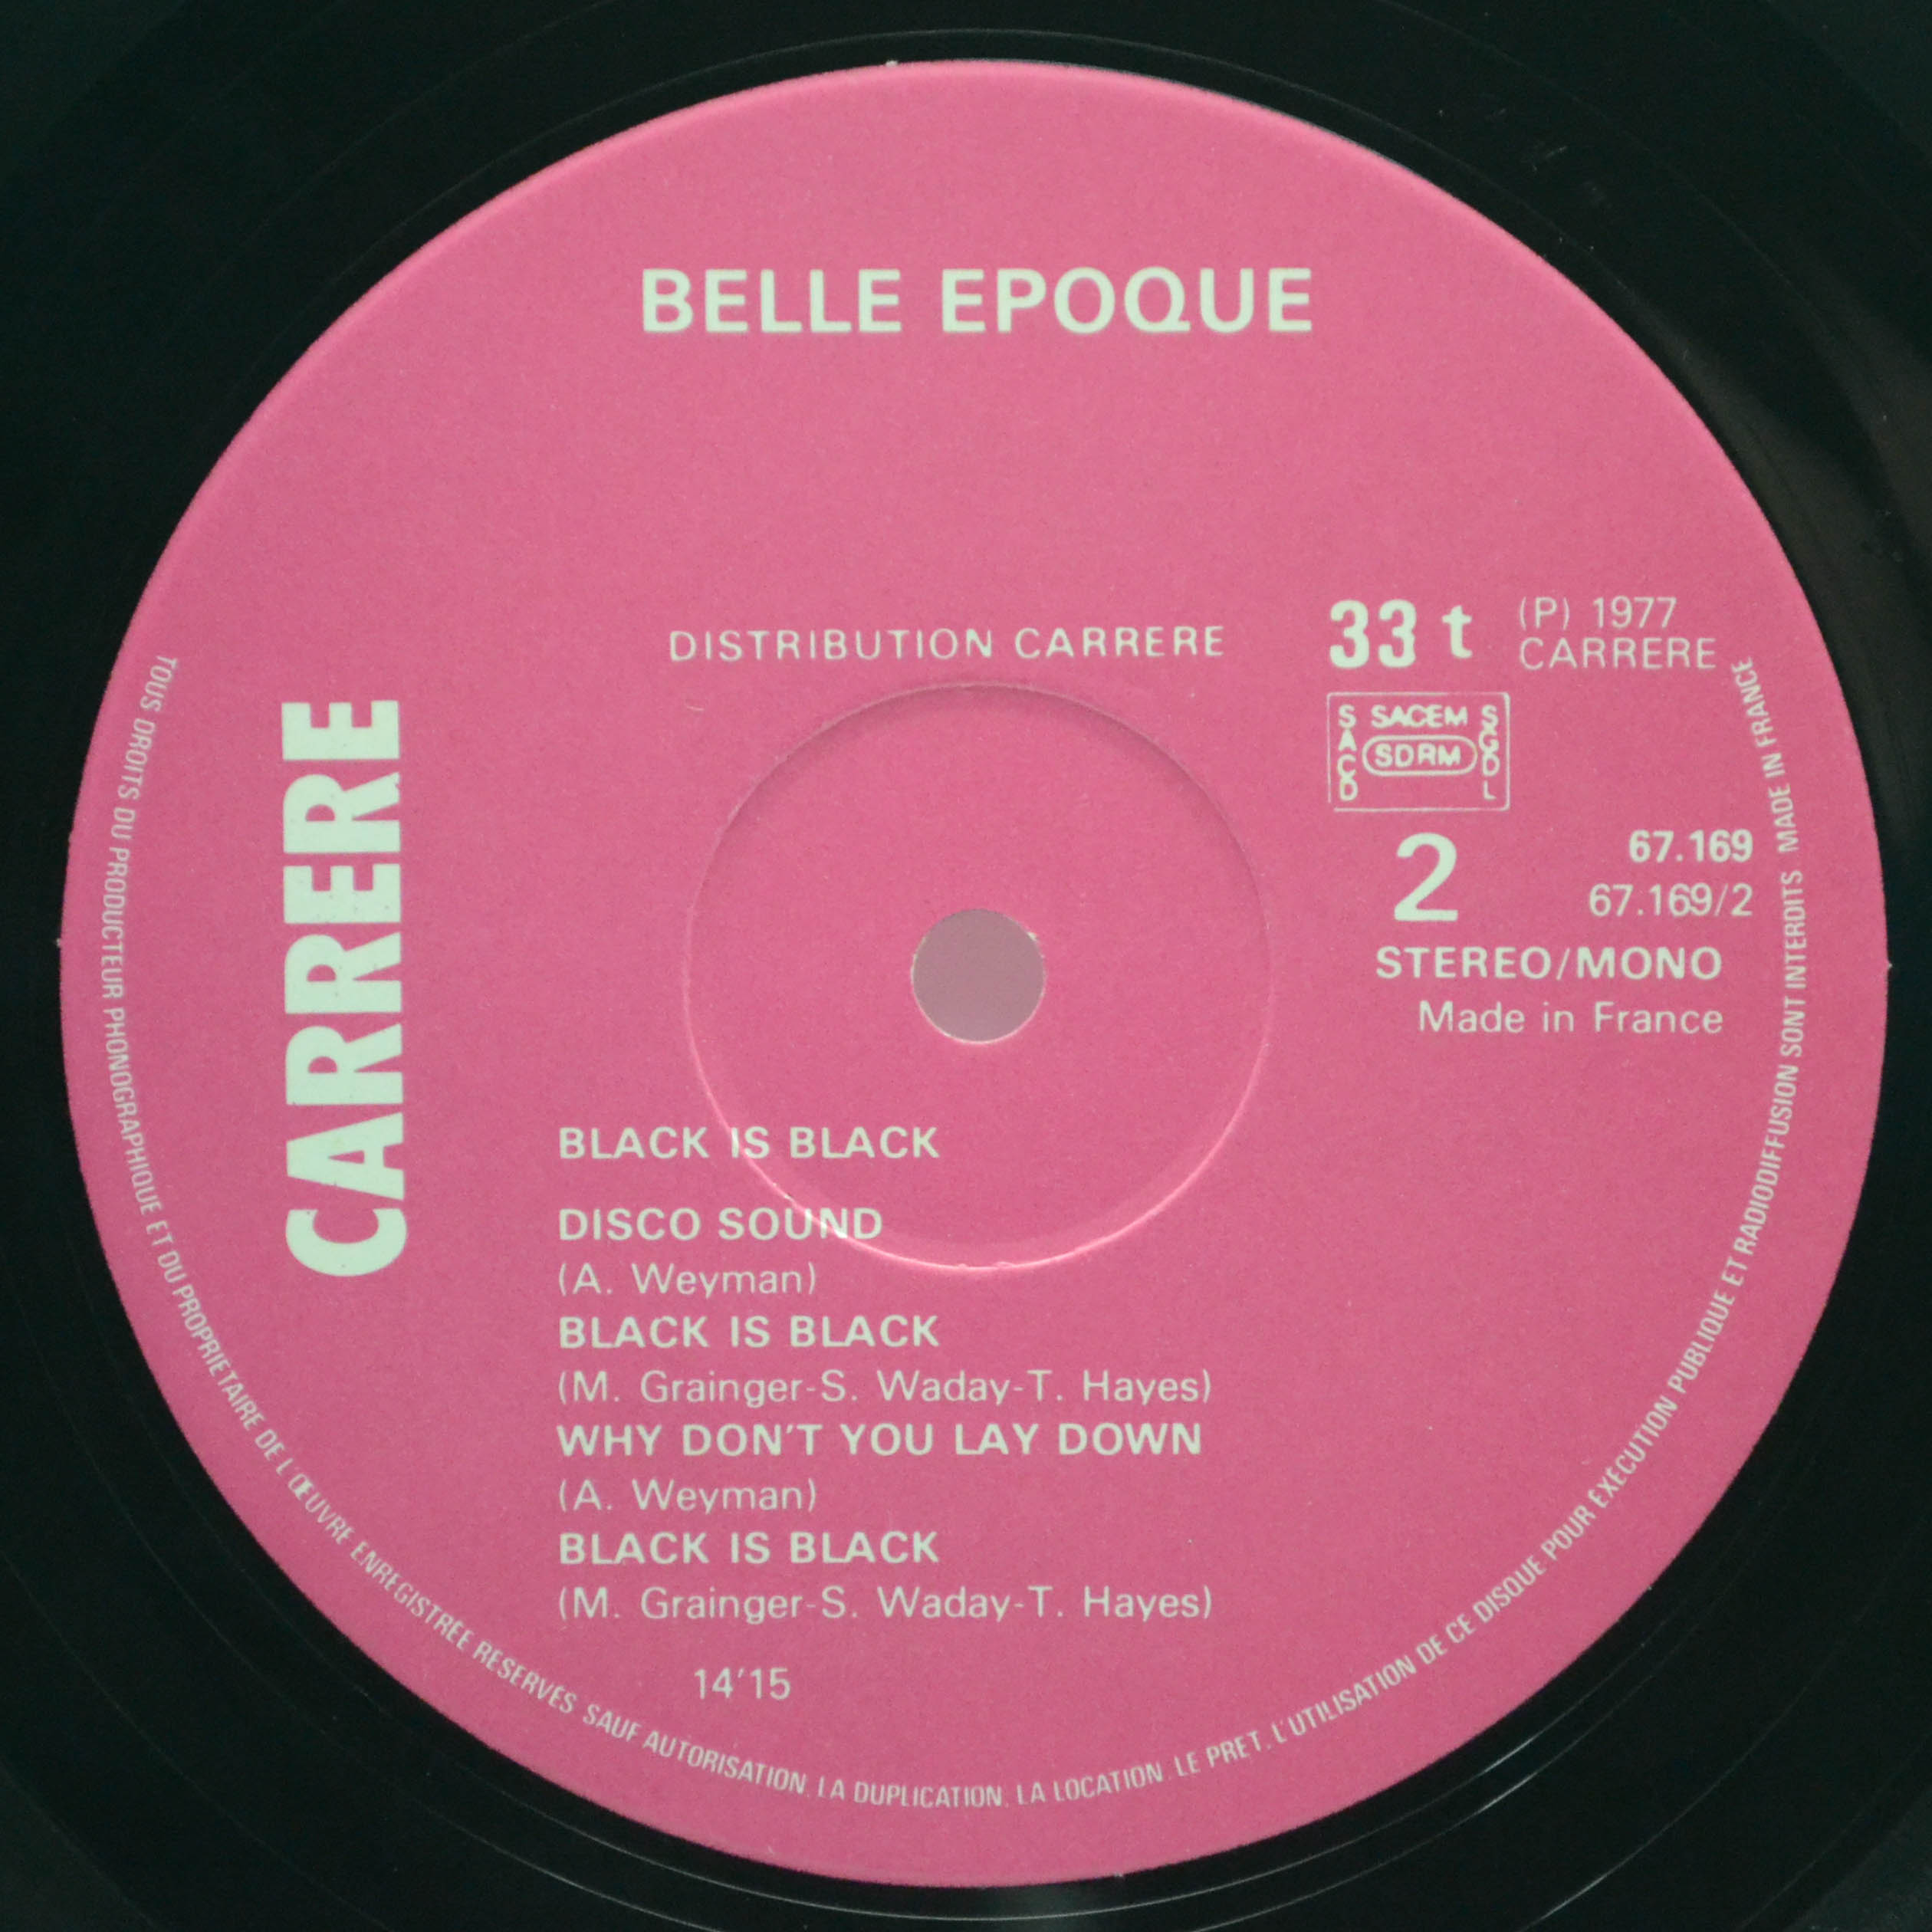 BELLE EPOQUE
DISTRIBUTION CARRERE
33 t
(P) 1977
CARRERE
SACD
SACEM
SDRM
SGDL
2
67.169
67.169/2
STEREO/MONO
Made in France
CARRERE
BLACK IS BLACK
DISCO SOUND
(A. Weyman)
BLACK IS BLACK
(M. Grainger-S. Waday-T. Hayes)
WHY DON'T YOU LAY DOWN
(A. Weyman)
BLACK IS BLACK
(M. Grainger-S. Waday-T. Hayes)
14'15
TOUS DROITS DU PRODUCTEUR PHONOGRAPHIQUE ET DU PROPRIETAIRE DE L'ŒUVRE ENREGISTRÉE RESERVÉS SAUF AUTORISATION, LA DUPLICATION, LA LOCATION. LE PRET. L'UTILISATION DE CE DISQUE POUR EXÉCUTION PUBLIQUE ET RADIODIFFUSION SONT INTERDITS MADE IN FRANCE